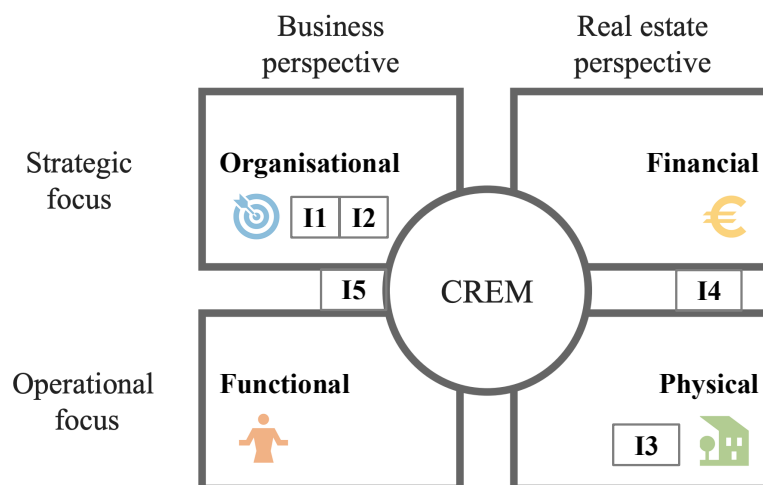 Business
perspective
Real estate
perspective
Strategic
focus
Organisational
I1 I2
Financial
€
I5
CREM
I4
Operational
focus
Functional
Physical
I3